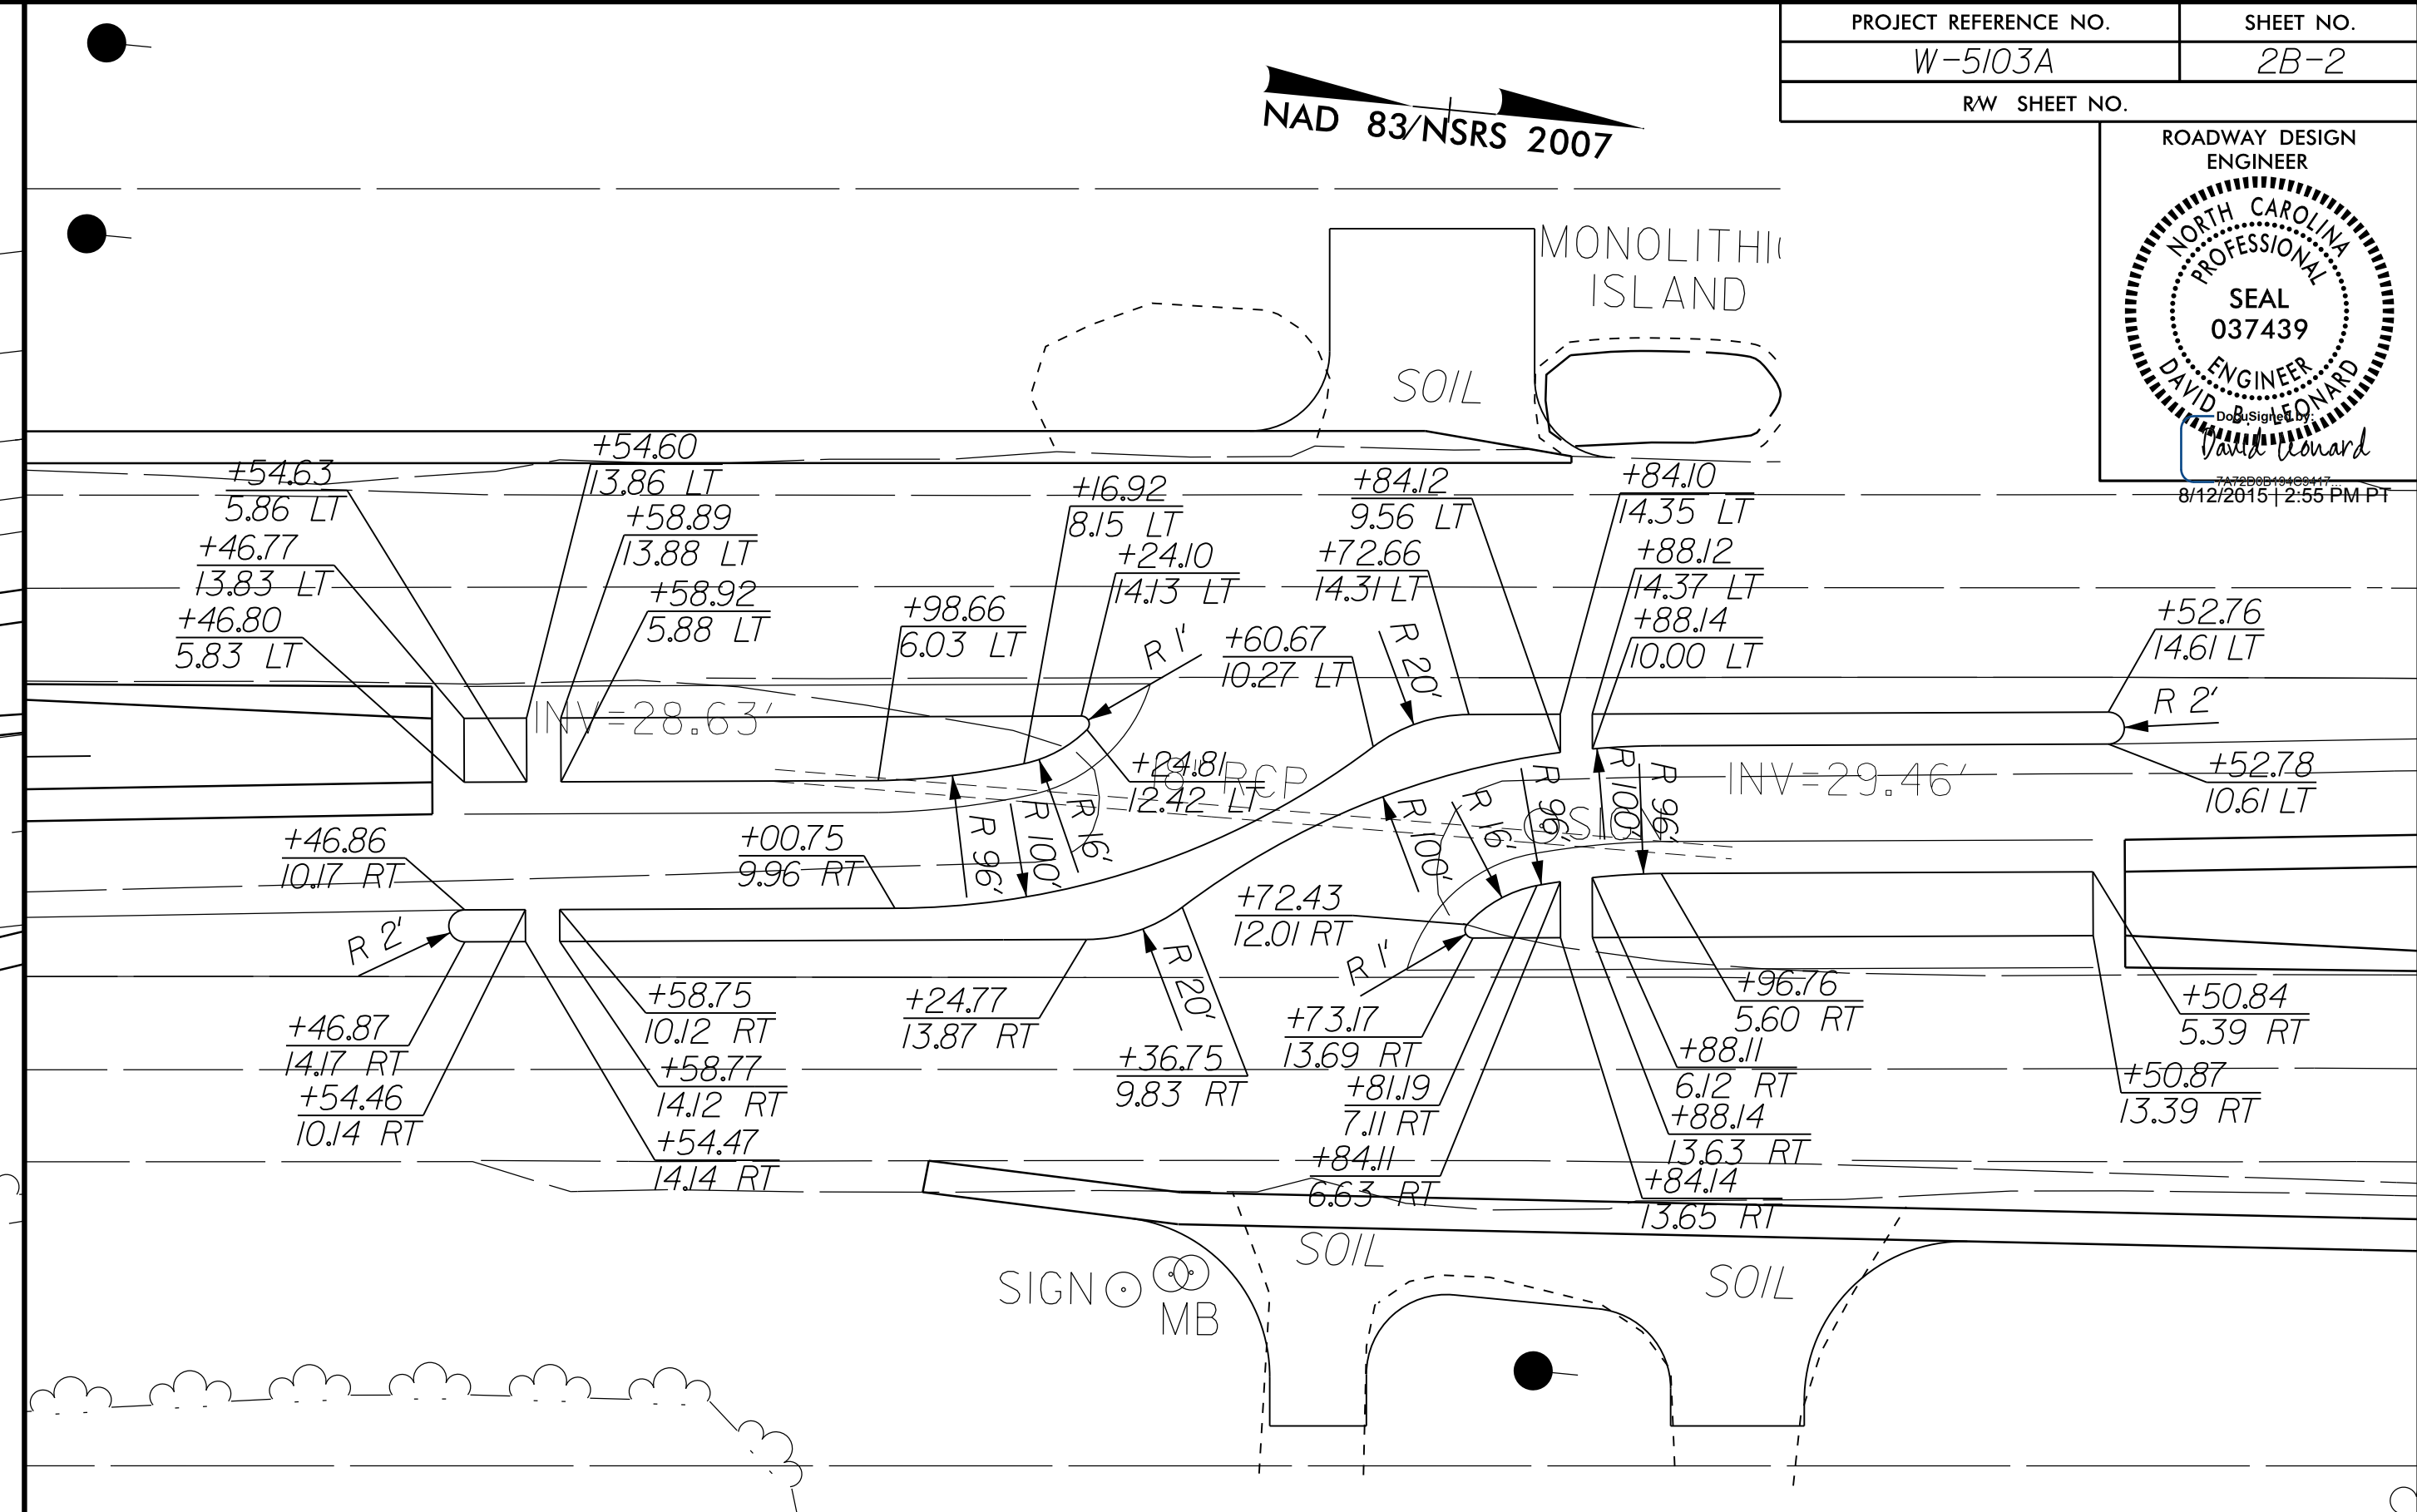 PROJECT REFERENCE NO.
SHEET NO.
W-5103A
2B-2
R/W SHEET NO.
ROADWAY DESIGN
ENGINEER
NORTH CAROLINA
PROFESSIONAL
SEAL
037439
ENGINEER
DAVID B. LEONARD
DocuSigned by:
David Leonard
8/12/2015 | 2:55 PM PT
NAD 83/NSRS 2007
MONOLITHI
ISLAND
SOIL
+54.63
5.86 LT
+46.77
13.83 LT
+46.80
5.83 LT
+54.60
13.86 LT
+58.89
13.88 LT
+58.92
5.88 LT
+98.66
6.03 LT
+16.92
8.15 LT
+24.10
14.13 LT
R 1'
+60.67
10.27 LT
+84.12
9.56 LT
+72.66
14.31 LT
R 20'
+84.10
14.35 LT
+88.12
14.37 LT
+88.14
10.00 LT
+52.76
14.61 LT
R 2'
+52.78
10.61 LT
INV=28.63'
+24.81
12.42 LT
18" RCP
INV=29.46'
R 96'
R 100'
R 16'
R 100'
R 16'
R 96'
R 100'
R 96'
+46.86
10.17 RT
+00.75
9.96 RT
R 2'
+72.43
12.01 RT
R 1'
R 20'
+46.87
14.17 RT
+54.46
10.14 RT
+58.75
10.12 RT
+58.77
14.12 RT
+54.47
14.14 RT
+24.77
13.87 RT
+36.75
9.83 RT
+73.17
13.69 RT
+81.19
7.11 RT
+84.11
6.63 RT
+96.76
5.60 RT
+88.11
6.12 RT
+88.14
13.63 RT
+84.14
13.65 RT
+50.84
5.39 RT
+50.87
13.39 RT
SOIL
SOIL
SIGN
MB